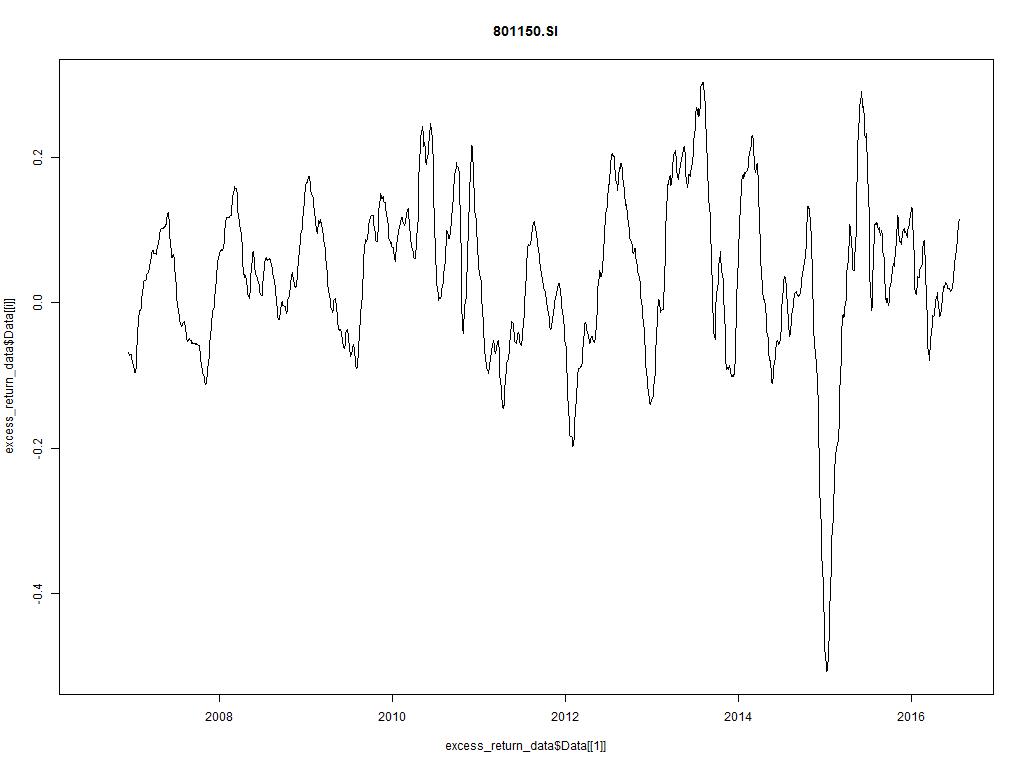 801150.SI
excess_return_data$Data[[i]]
0.2
0.0
-0.2
-0.4
2008 2010 2012 2014 2016
excess_return_data$Data[[1]]